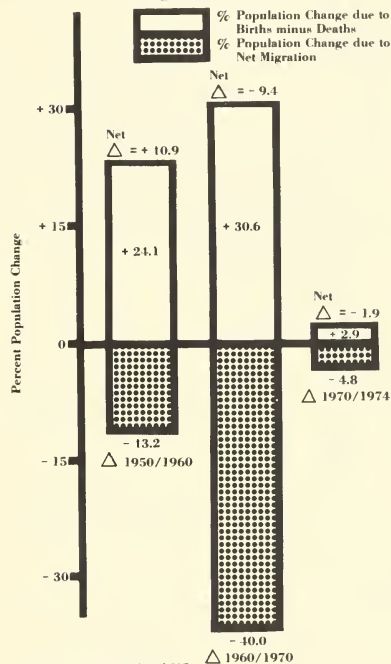 % Population Change due to
Births minus Deaths
% Population Change due to
Net Migration
Percent Population Change
+ 30
+ 15
0
- 15
- 30
Net
△ = + 10.9
+ 24.1
- 13.2
△ 1950/1960
Net
△ = - 9.4
+ 30.6
- 40.0
△ 1960/1970
Net
△ = - 1.9
+ 2.9
- 4.8
△ 1970/1974